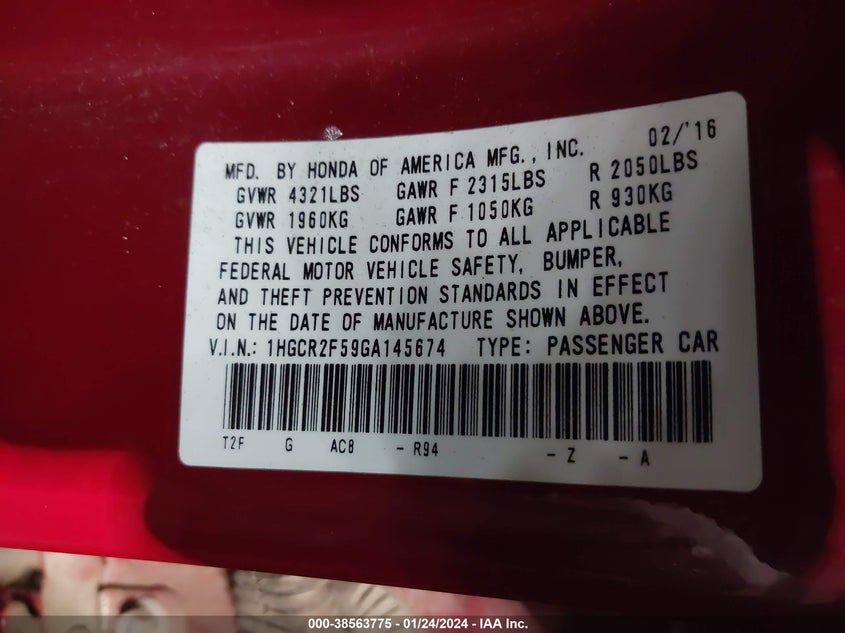 02/'16
MFD. BY HONDA OF AMERICA MFG., INC.
GVWR 4321LBS GAWR F 2315LBS R 2050LBS
GVWR 1960KG GAWR F 1050KG R 930KG
THIS VEHICLE CONFORMS TO ALL APPLICABLE
FEDERAL MOTOR VEHICLE SAFETY, BUMPER,
AND THEFT PREVENTION STANDARDS IN EFFECT
ON THE DATE OF MANUFACTURE SHOWN ABOVE.
V.I.N.: 1HGCR2F59GA145674 TYPE: PASSENGER CAR
T2F G AC8 - R94 - Z - A
000-38563775 - 01/24/2024 - IAA Inc.